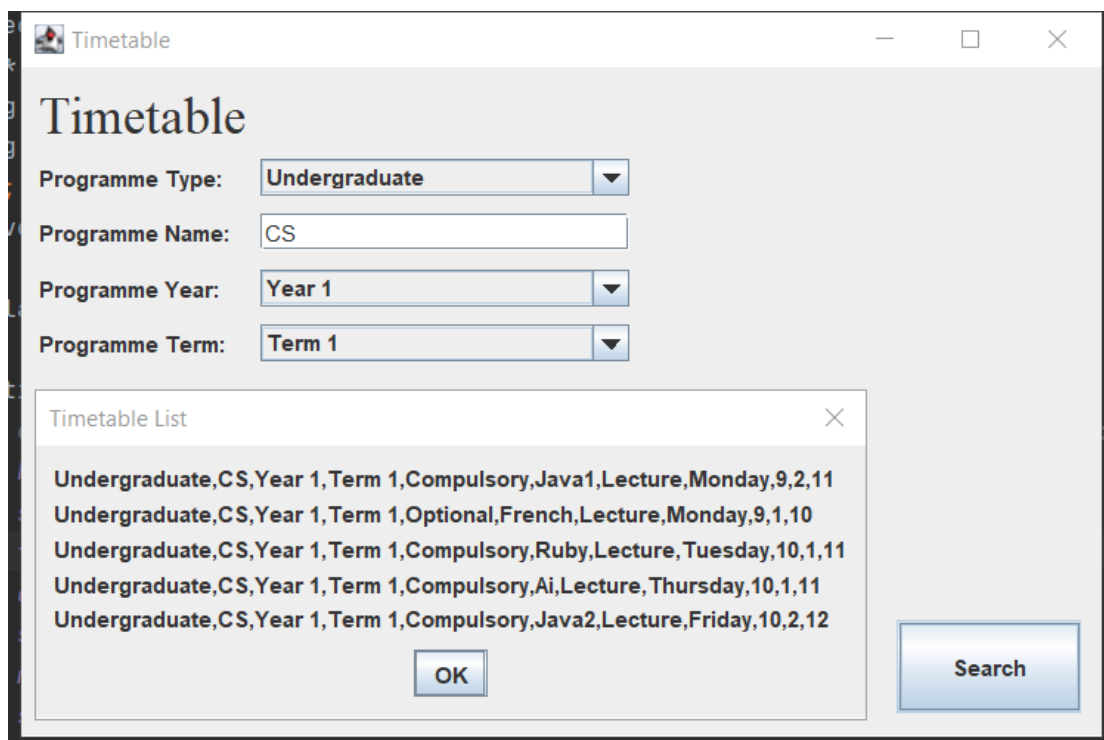 Timetable
Timetable
Programme Type: Undergraduate
Programme Name: CS
Programme Year: Year 1
Programme Term: Term 1
Timetable List
Undergraduate,CS,Year 1,Term 1,Compulsory,Java1,Lecture,Monday,9,2,11
Undergraduate,CS,Year 1,Term 1,Optional,French,Lecture,Monday,9,1,10
Undergraduate,CS,Year 1,Term 1,Compulsory,Ruby,Lecture,Tuesday,10,1,11
Undergraduate,CS,Year 1,Term 1,Compulsory,Ai,Lecture,Thursday,10,1,11
Undergraduate,CS,Year 1,Term 1,Compulsory,Java2,Lecture,Friday,10,2,12
OK
Search